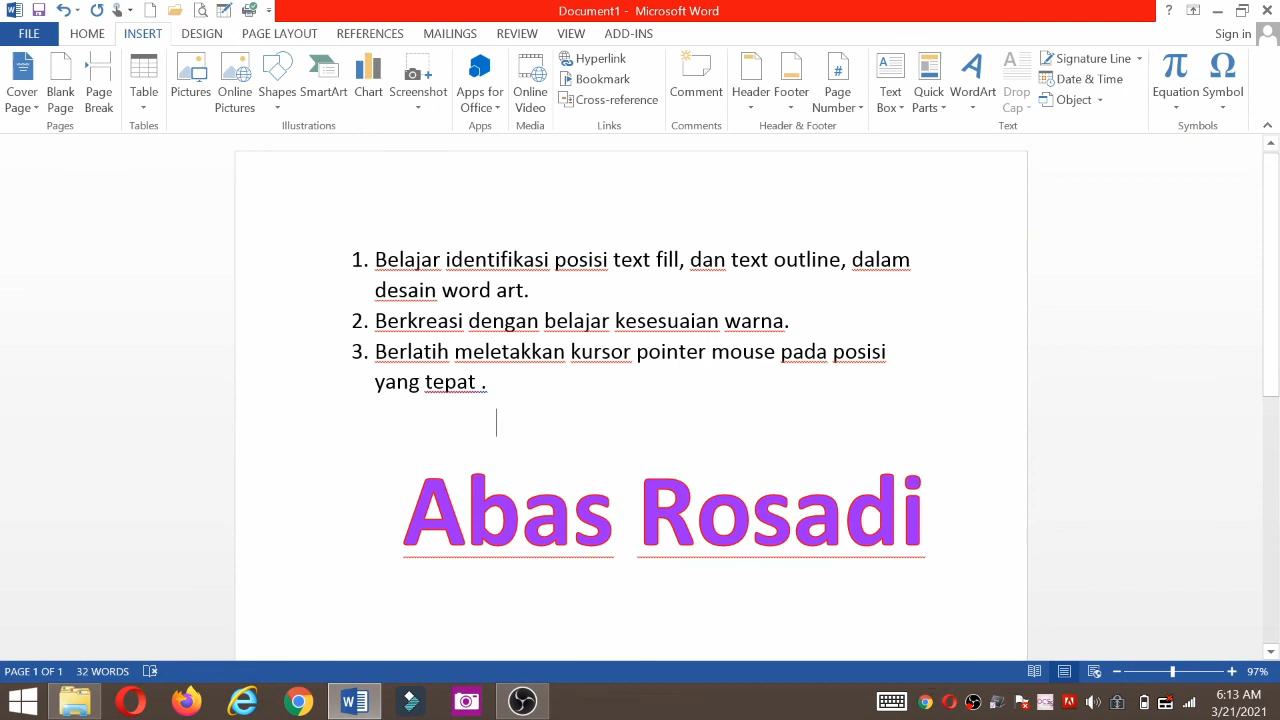 Document1 - Microsoft Word
?
FILE HOME INSERT DESIGN PAGE LAYOUT REFERENCES MAILINGS REVIEW VIEW ADD-INS Sign in
Cover Page
Blank Page
Page Break
Table
Pictures
Online Pictures
Shapes
SmartArt
Chart
Screenshot
Apps for Office
Online Video
Hyperlink
Bookmark
Cross-reference
Comment
Header
Footer
Page Number
Text Box
Quick Parts
WordArt
Drop Cap
Signature Line
Date & Time
Object
Equation
Symbol
Pages Tables Illustrations Apps Media Links Comments Header & Footer Text Symbols
1. Belajar identifikasi posisi text fill, dan text outline, dalam
desain word art.
2. Berkreasi dengan belajar kesesuaian warna.
3. Berlatih meletakkan kursor pointer mouse pada posisi
yang tepat .
Abas Rosadi
PAGE 1 OF 1 32 WORDS 97%
6:13 AM
3/21/2021